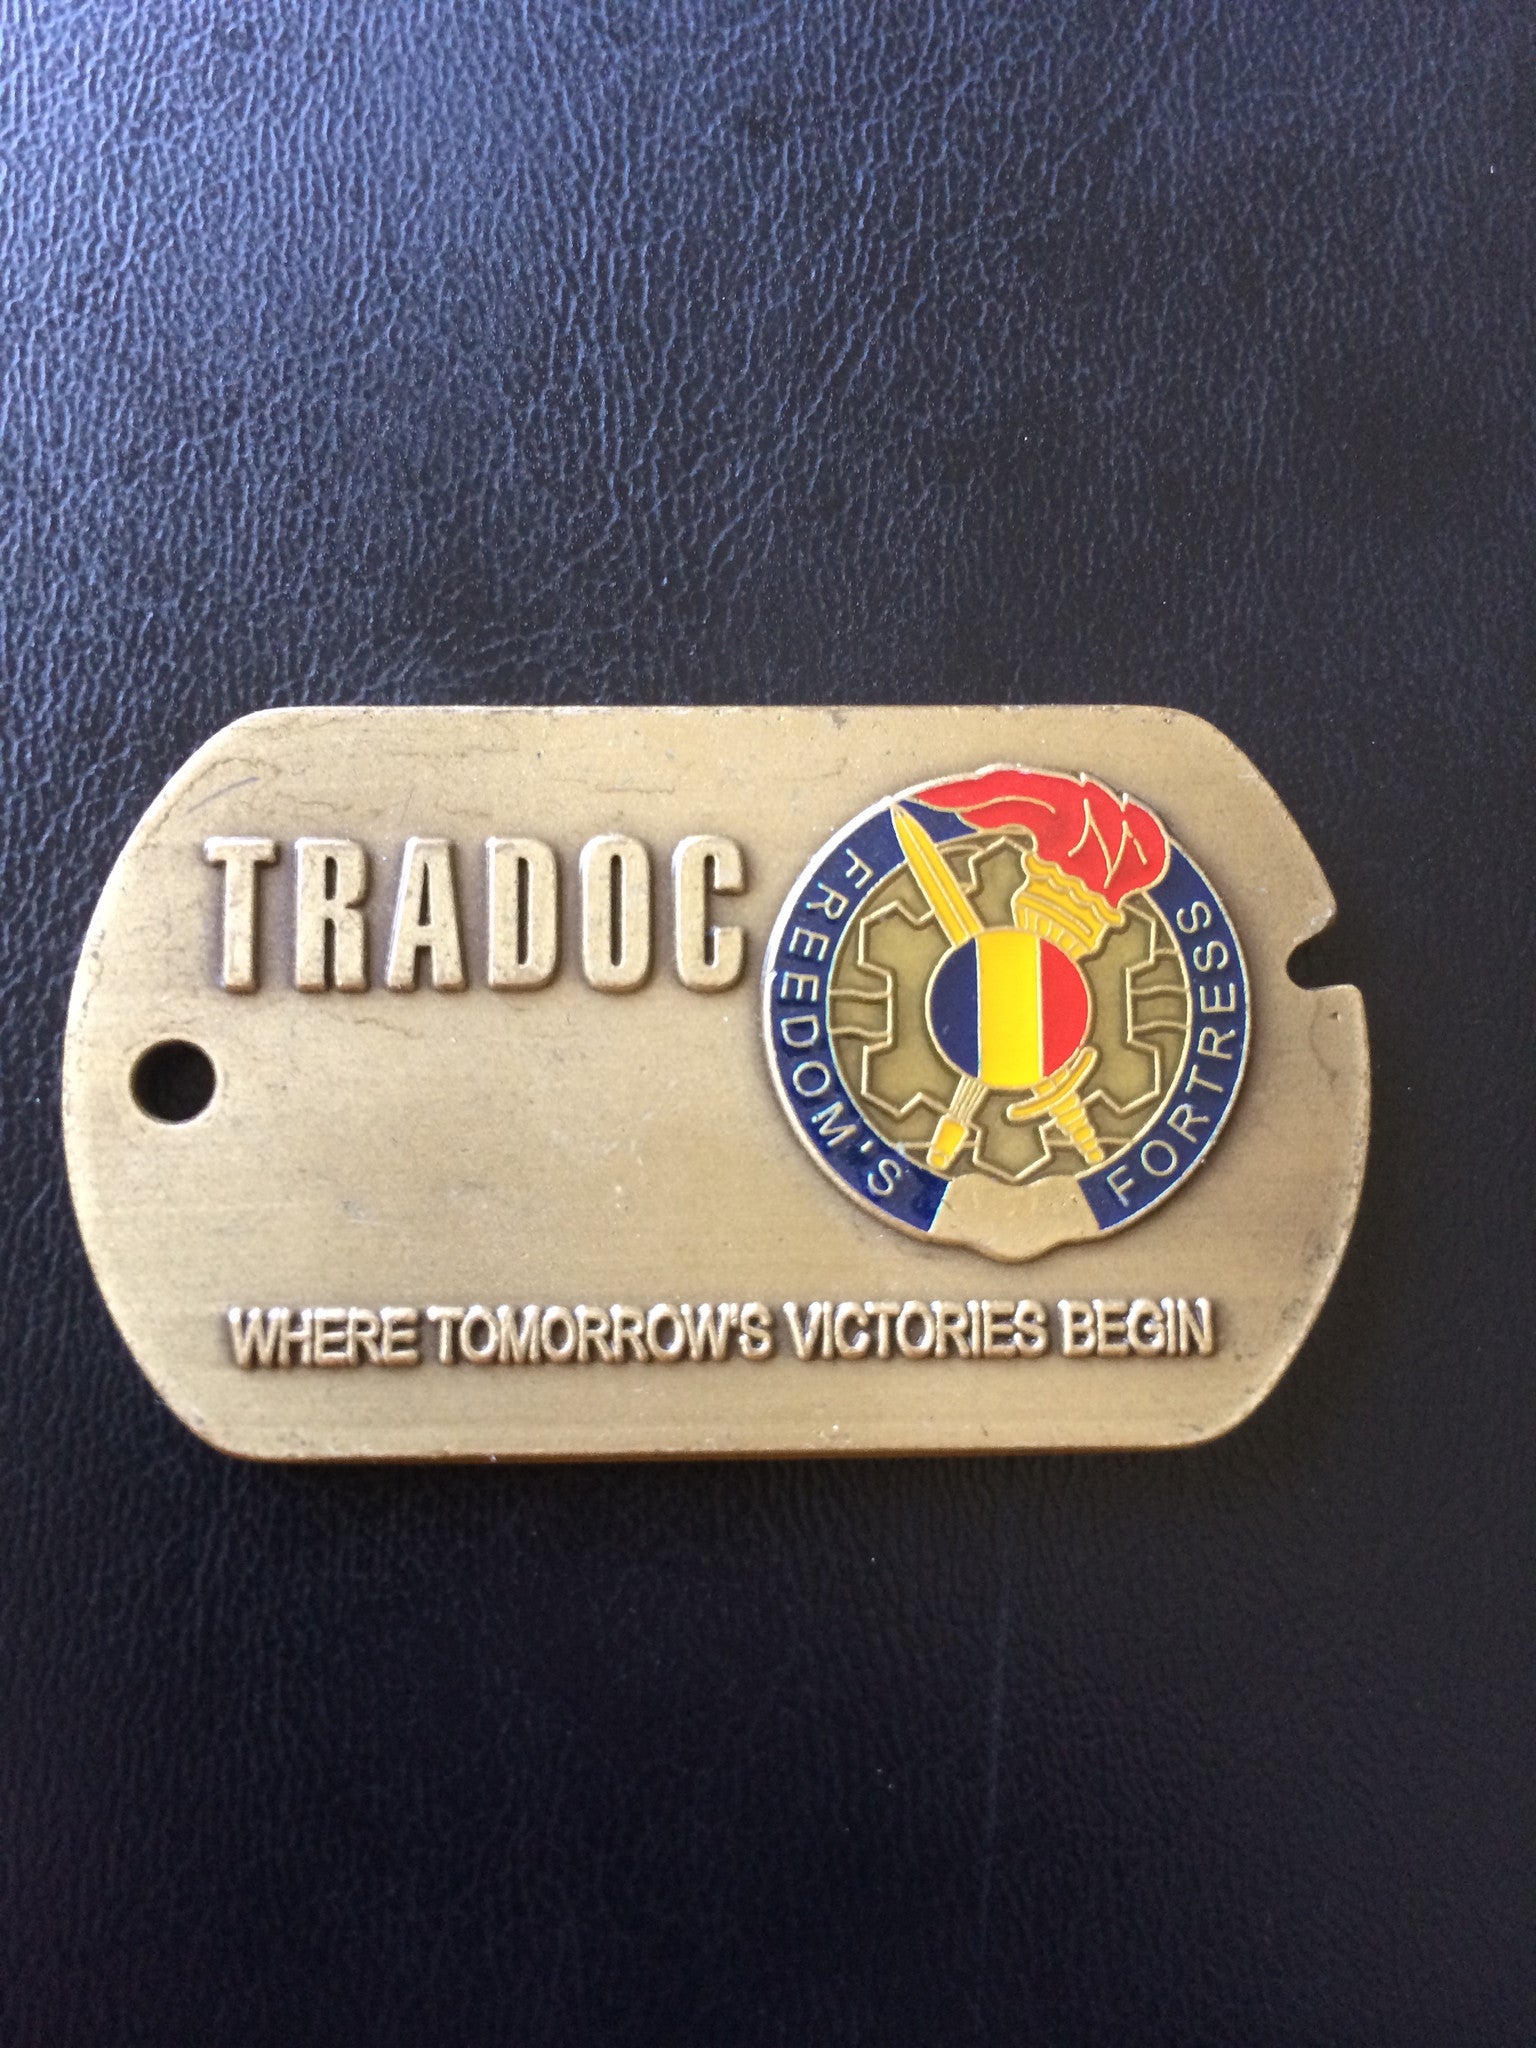 TRADOC
FREEDOM'S FORTRESS
WHERE TOMORROW'S VICTORIES BEGIN